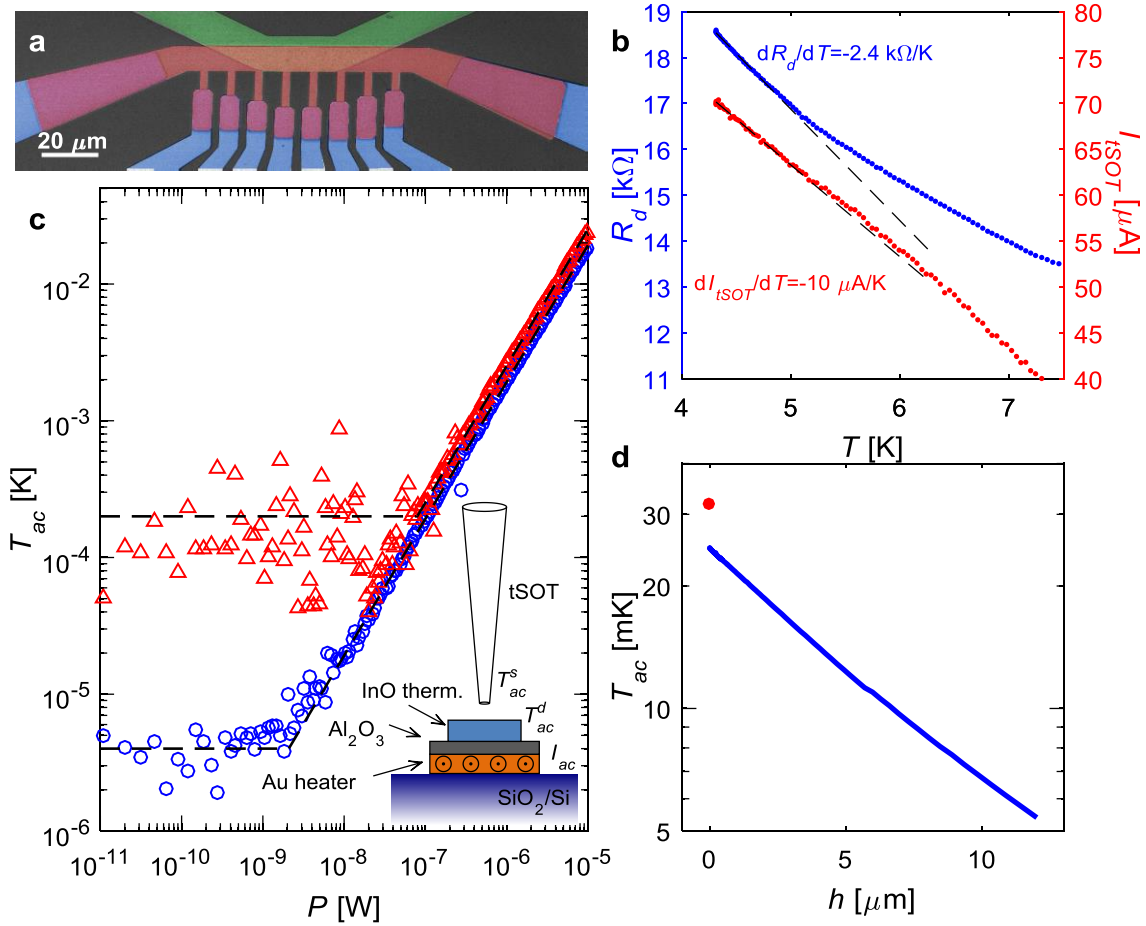 a
20 μm
b
dR_d/dT=-2.4 kΩ/K
dI_tSOT/dT=-10 μA/K
19
18
17
16
15
14
13
12
11
R_d [kΩ]
80
75
70
65
60
55
50
45
40
I_tSOT [μA]
4
5
6
7
T [K]
c
10^-2
10^-3
10^-4
10^-5
10^-6
T_ac [K]
tSOT
T_ac^s
InO therm.
T_ac^d
Al_2O_3
I_ac
Au heater
SiO_2/Si
10^-11
10^-10
10^-9
10^-8
10^-7
10^-6
10^-5
P [W]
d
30
20
10
5
T_ac [mK]
0
5
10
h [μm]